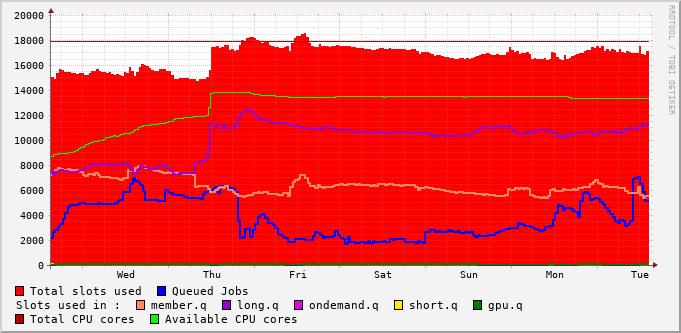 20000
18000
16000
14000
12000
10000
8000
6000
4000
2000
0
Wed Thu Fri Sat Sun Mon Tue
RRDTOOL / TOBI OETIKER
Total slots used Queued Jobs
Slots used in : member.q long.q ondemand.q short.q gpu.q
Total CPU cores Available CPU cores